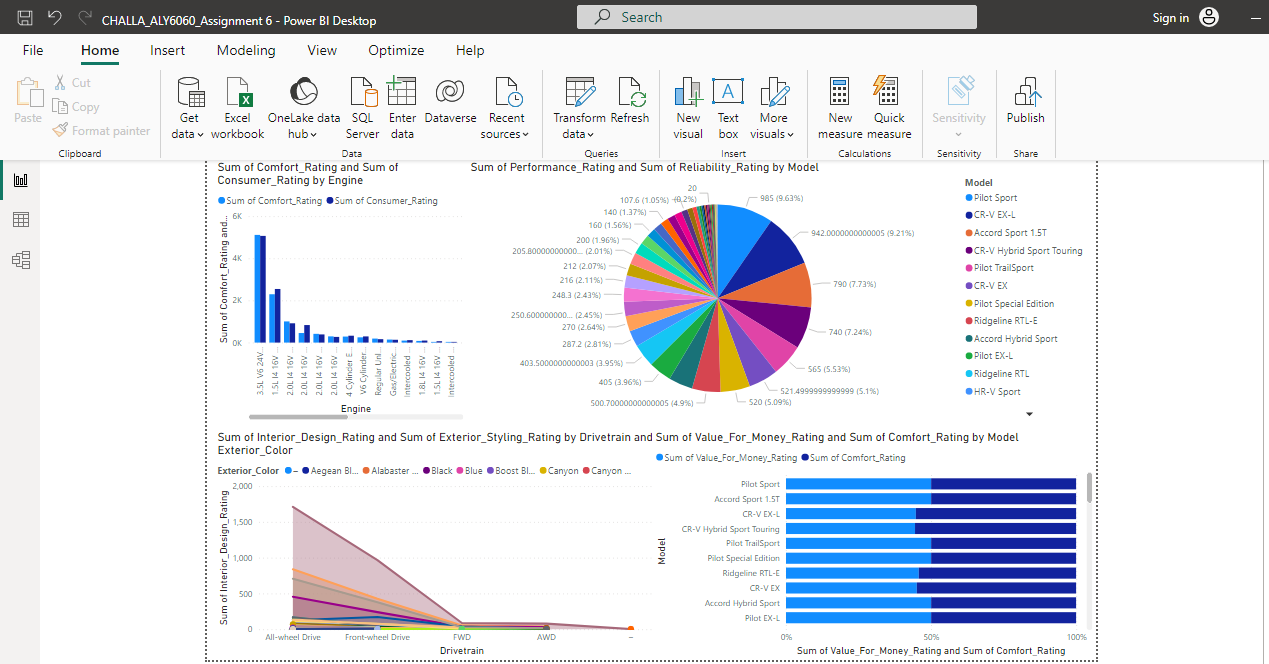 CHALLA_ALY6060_Assignment 6 - Power BI Desktop
Search
Sign in
File Home Insert Modeling View Optimize Help
Paste
Cut
Copy
Format painter
Clipboard
Get data
Excel workbook
OneLake data hub
SQL Server
Enter data
Dataverse
Recent sources
Data
Transform data
Refresh
Queries
New visual
Text box
More visuals
Insert
New measure
Quick measure
Calculations
Sensitivity
Sensitivity
Publish
Share
Sum of Comfort_Rating and Sum of
Consumer_Rating by Engine
Sum of Comfort_Rating Sum of Consumer_Rating
Sum of Comfort_Rating and...
6K
4K
2K
0K
3.5L V6 24V...
1.5L I4 16V ...
2.0L I4 16V ...
2.0L I4 16V ...
2.0L I4 16V ...
2.0L I4 16V ...
4 Cylinder E...
V6 Cylinder...
Regular Unl...
Gas/Electric...
Intercooled ...
1.8L I4 16V ...
1.5L I4 16V ...
Intercooled ...
Engine
Sum of Performance_Rating and Sum of Reliability_Rating by Model
985 (9.63%)
942.0000000000005 (9.21%)
790 (7.73%)
740 (7.24%)
565 (5.53%)
521.4999999999999 (5.1%)
520 (5.09%)
500.70000000000005 (4.9%)
405 (3.96%)
403.5000000000003 (3.95%)
287.2 (2.81%)
270 (2.64%)
250.600000000... (2.45%)
248.3 (2.43%)
216 (2.11%)
212 (2.07%)
205.80000000000... (2.01%)
200 (1.96%)
160 (1.56%)
140 (1.37%)
107.6 (1.05%)
20
(0.2%)
Model
Pilot Sport
CR-V EX-L
Accord Sport 1.5T
CR-V Hybrid Sport Touring
Pilot TrailSport
CR-V EX
Pilot Special Edition
Ridgeline RTL-E
Accord Hybrid Sport
Pilot EX-L
Ridgeline RTL
HR-V Sport
Sum of Interior_Design_Rating and Sum of Exterior_Styling_Rating by Drivetrain and
Exterior_Color
Exterior_Color – Aegean Bl... Alabaster ... Black Blue Boost Bl... Canyon Canyon ...
Sum of Interior_Design_Rating
2,000
1,500
1,000
500
0
All-wheel Drive Front-wheel Drive FWD AWD –
Drivetrain
Sum of Value_For_Money_Rating and Sum of Comfort_Rating by Model
Sum of Value_For_Money_Rating Sum of Comfort_Rating
Model
Pilot Sport
Accord Sport 1.5T
CR-V EX-L
CR-V Hybrid Sport Touring
Pilot TrailSport
Pilot Special Edition
Ridgeline RTL-E
CR-V EX
Accord Hybrid Sport
Pilot EX-L
0% 50% 100%
Sum of Value_For_Money_Rating and Sum of Comfort_Rating